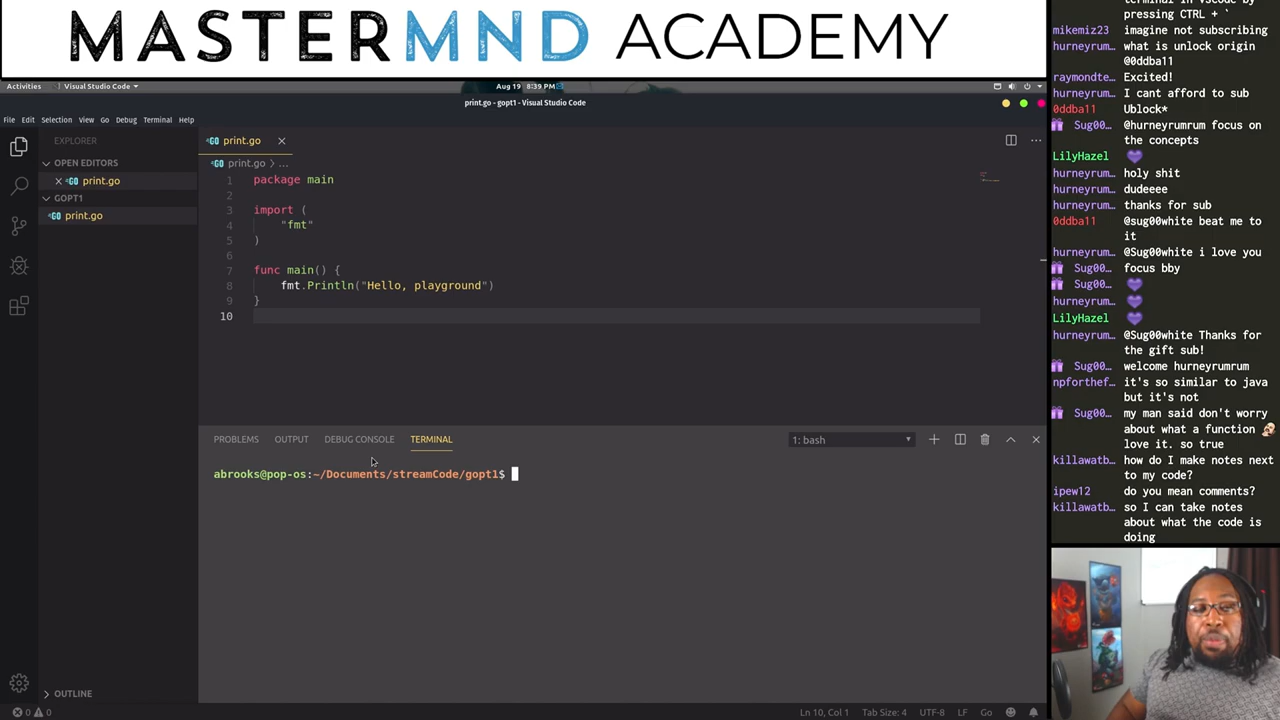 MASTERMND ACADEMY
Activities
Visual Studio Code
Aug 19 8:39 PM
print.go - gopt1 - Visual Studio Code
File Edit Selection View Go Debug Terminal Help
EXPLORER
OPEN EDITORS
print.go
GOPT1
print.go
OUTLINE
print.go
print.go > ...
1 package main
2
3 import (
4 "fmt"
5 )
6
7 func main() {
8 fmt.Println("Hello, playground")
9 }
10
PROBLEMS OUTPUT DEBUG CONSOLE TERMINAL
1: bash
abrooks@pop-os:~/Documents/streamCode/gopt1$
0 0
Ln 10, Col 1 Tab Size: 4 UTF-8 LF Go
terminal in VScode by
pressing CTRL + `
mikemiz23 imagine not subscribing
hurneyrum… what is unlock origin
@0ddba11
raymondte… Excited!
hurneyrum… I cant afford to sub
0ddba11 Ublock*
Sug00… @hurneyrumrum focus on
the concepts
LilyHazel
hurneyrum… holy shit
hurneyrum… dudeeee
hurneyrum… thanks for sub
0ddba11 @sug00white beat me to
it
hurneyrum… @Sug00white i love you
Sug00… focus bby
Sug00…
hurneyrum…
LilyHazel
hurneyrum… @Sug00white Thanks for
the gift sub!
Sug00… welcome hurneyrumrum
npforthef… it's so similar to java
but it's not
Sug00… my man said don't worry
about what a function
love it. so true
killawatb… how do I make notes next
to my code?
ipew12 do you mean comments?
killawatb… so I can take notes
about what the code is
doing